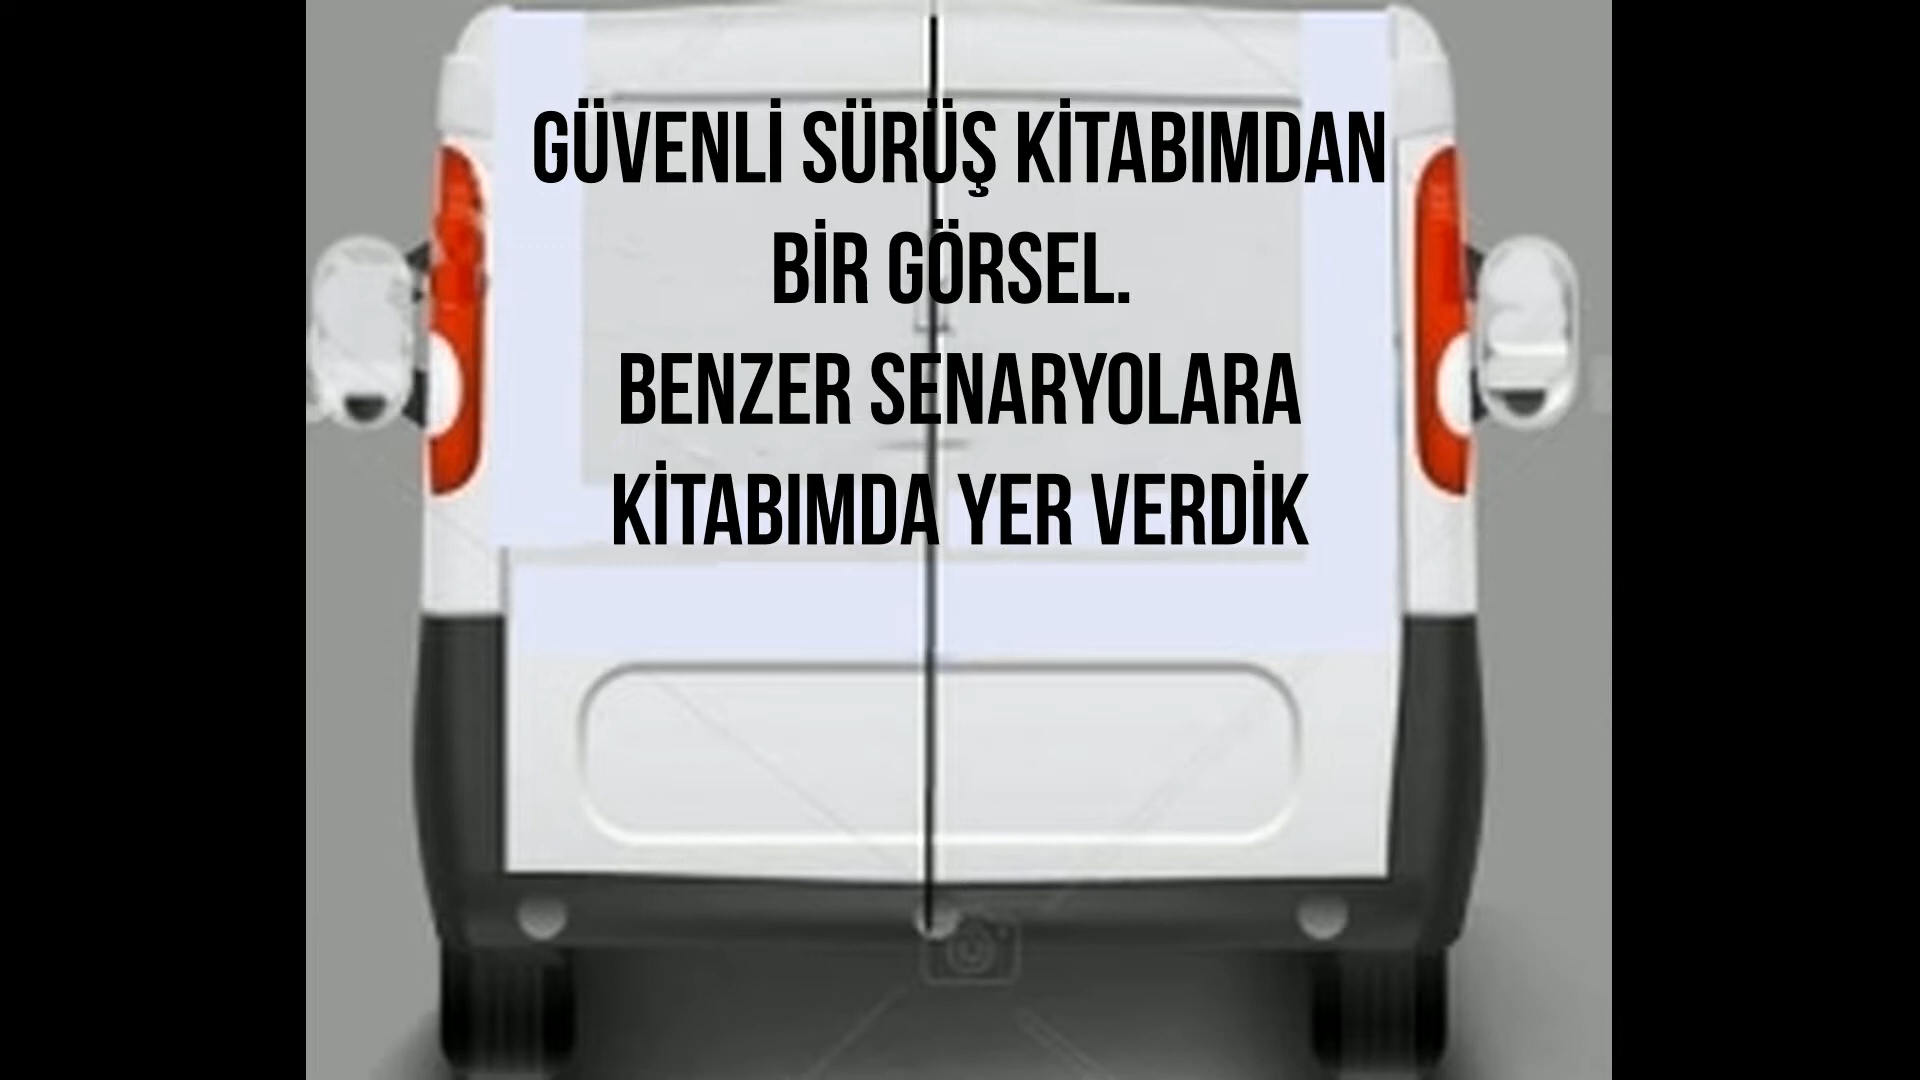 GÜVENLİ SÜRÜŞ KİTABIMDAN
BİR GÖRSEL.
BENZER SENARYOLARA
KİTABIMDA YER VERDİK